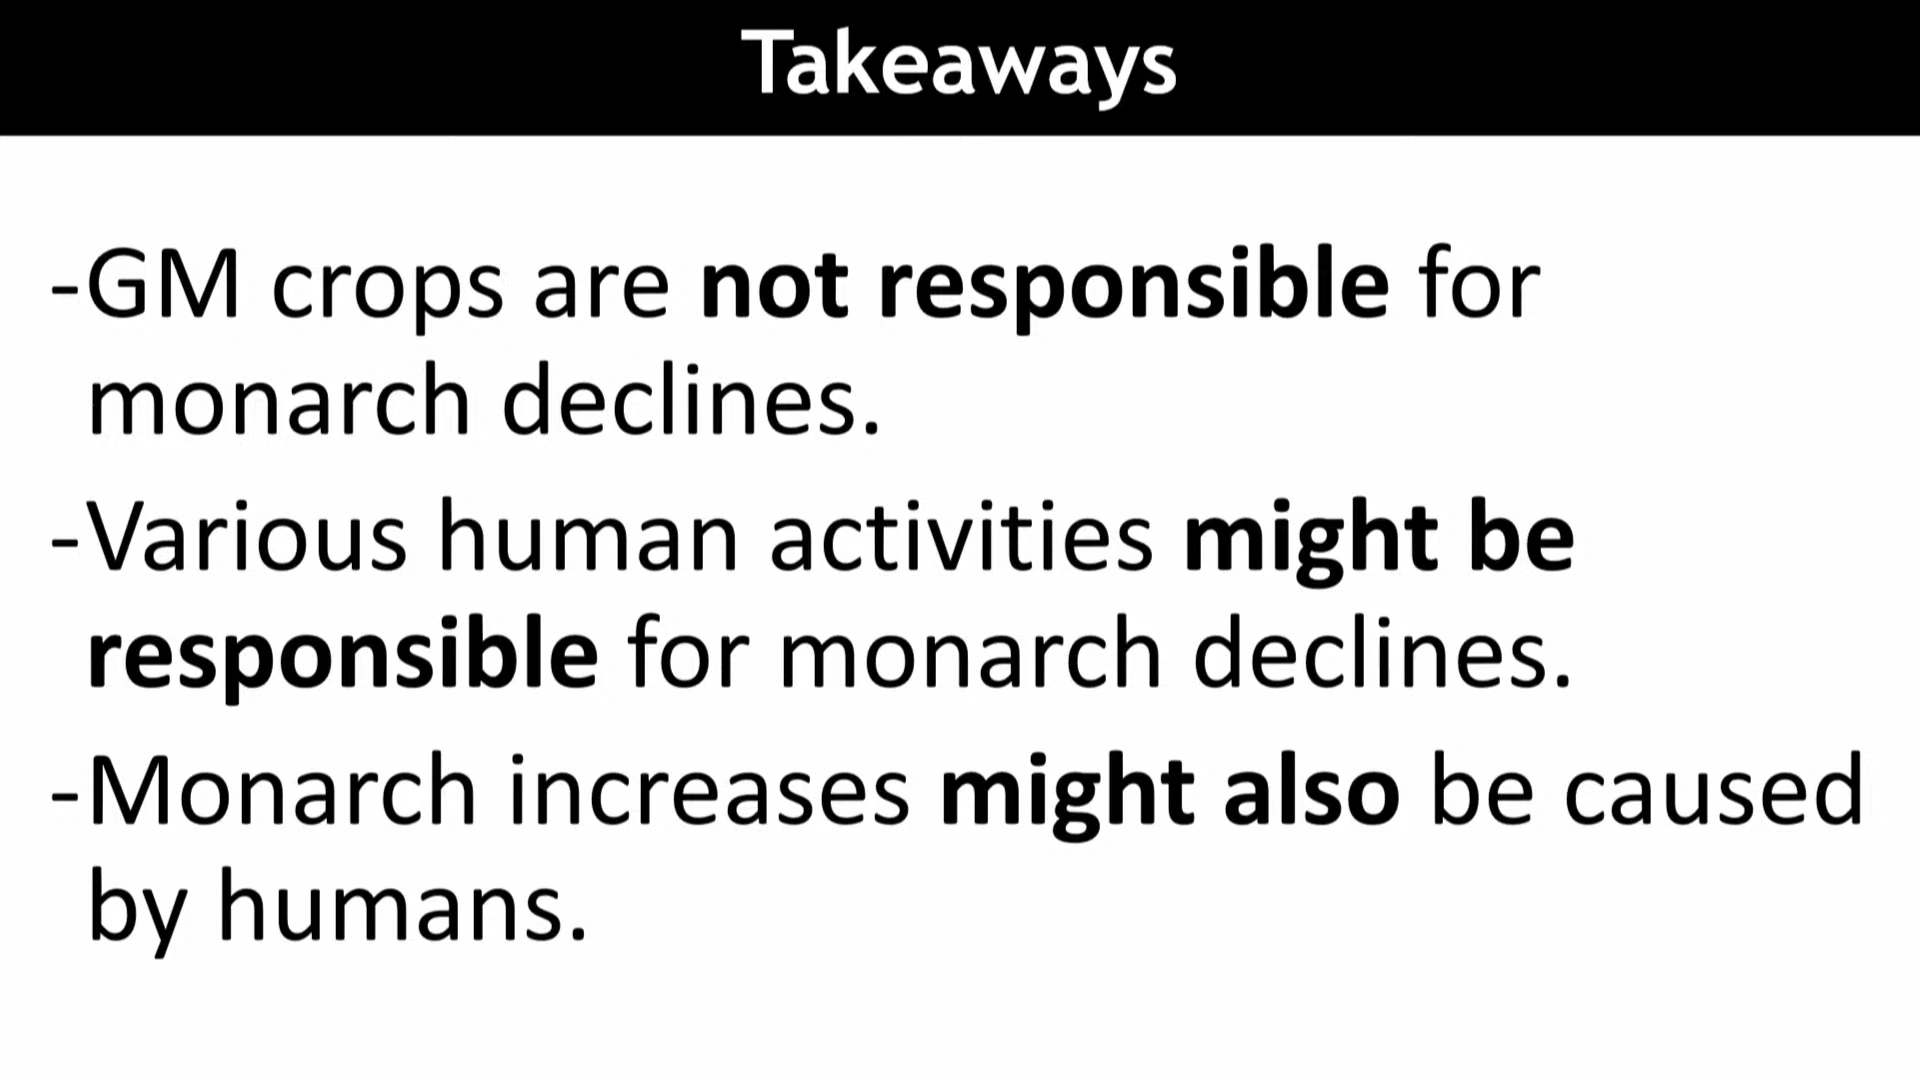 Takeaways
-GM crops are not responsible for
monarch declines.
-Various human activities might be
responsible for monarch declines.
-Monarch increases might also be caused
by humans.